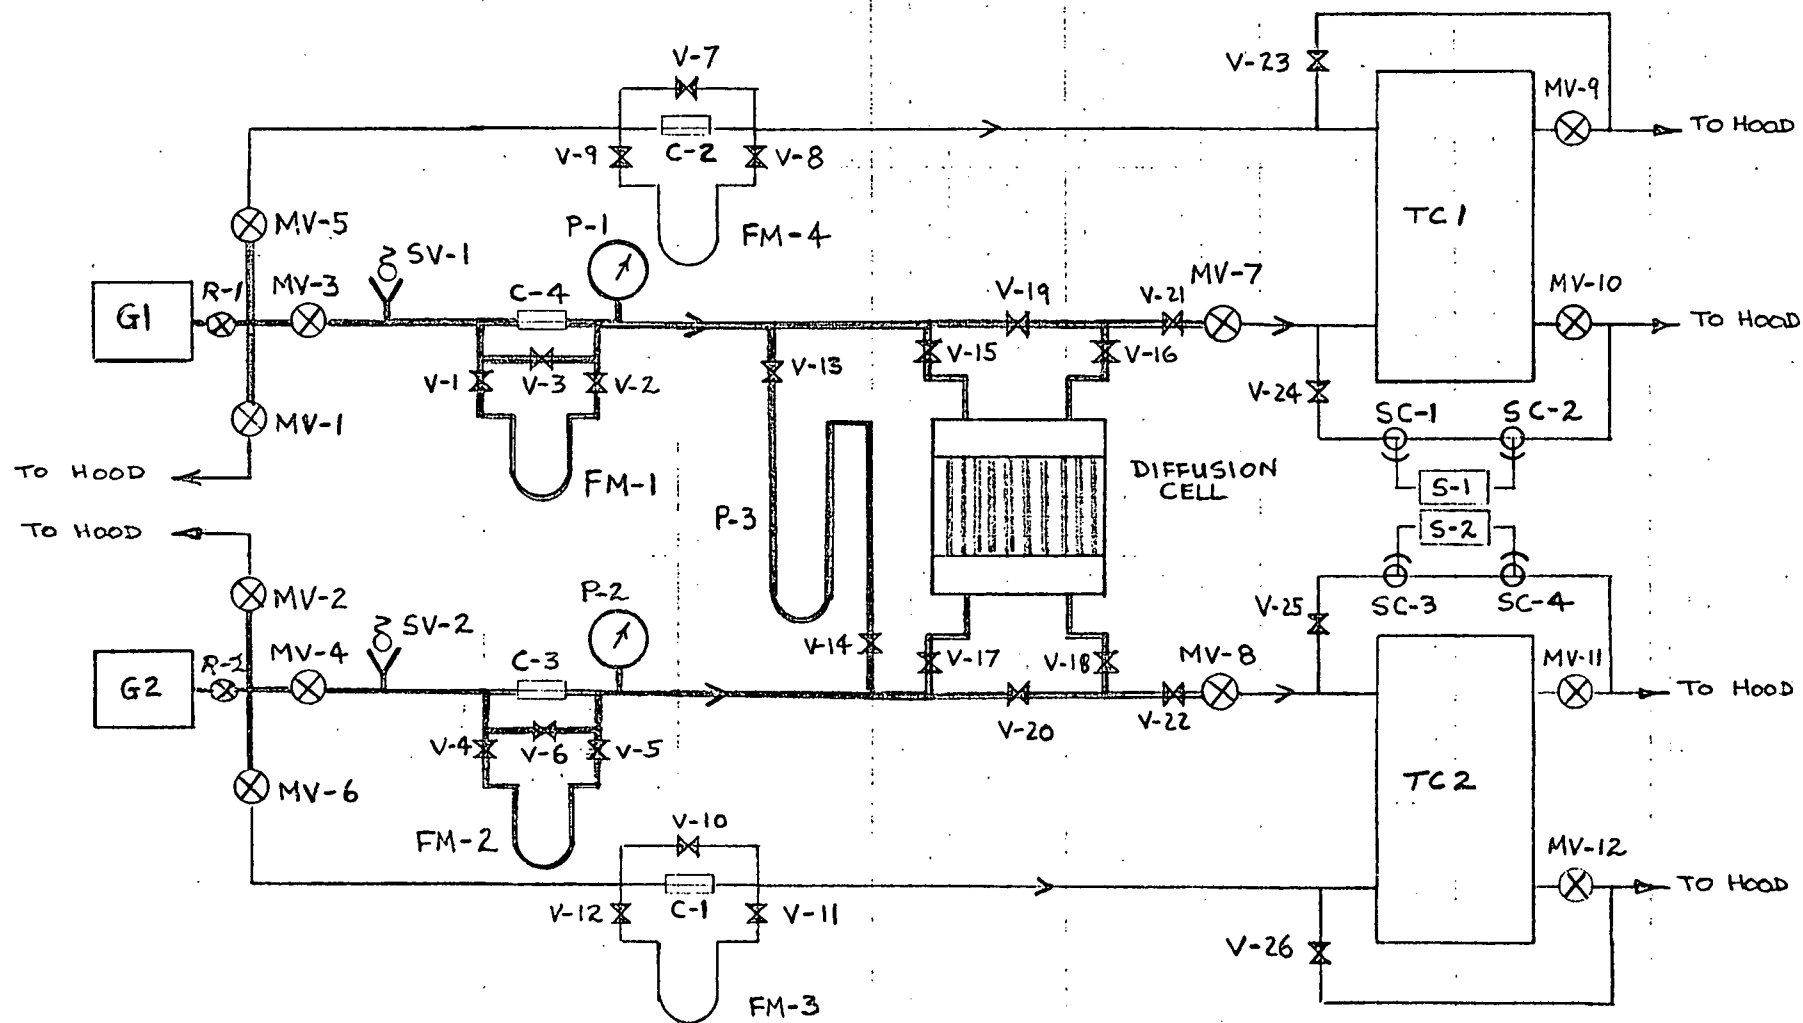 V-7
V-23
MV-9
TO HOOD
V-9
C-2
V-8
TC1
MV-5
FM-4
SV-1
P-1
G1
R-1
MV-3
C-4
V-19
V-21
MV-7
MV-10
TO HOOD
V-15
V-16
V-13
V-1
V-3
V-2
V-24
MV-1
SC-1
SC-2
TO HOOD
FM-1
DIFFUSION
CELL
S-1
P-3
S-2
TO HOOD
MV-2
P-2
SC-3
SC-4
V-25
SV-2
V-14
R-2
MV-4
C-3
V-17
V-18
MV-8
MV-11
G2
TO HOOD
V-20
V-22
V-4
V-6
V-5
MV-6
TC2
V-10
FM-2
MV-12
V-12
C-1
V-11
TO HOOD
V-26
FM-3